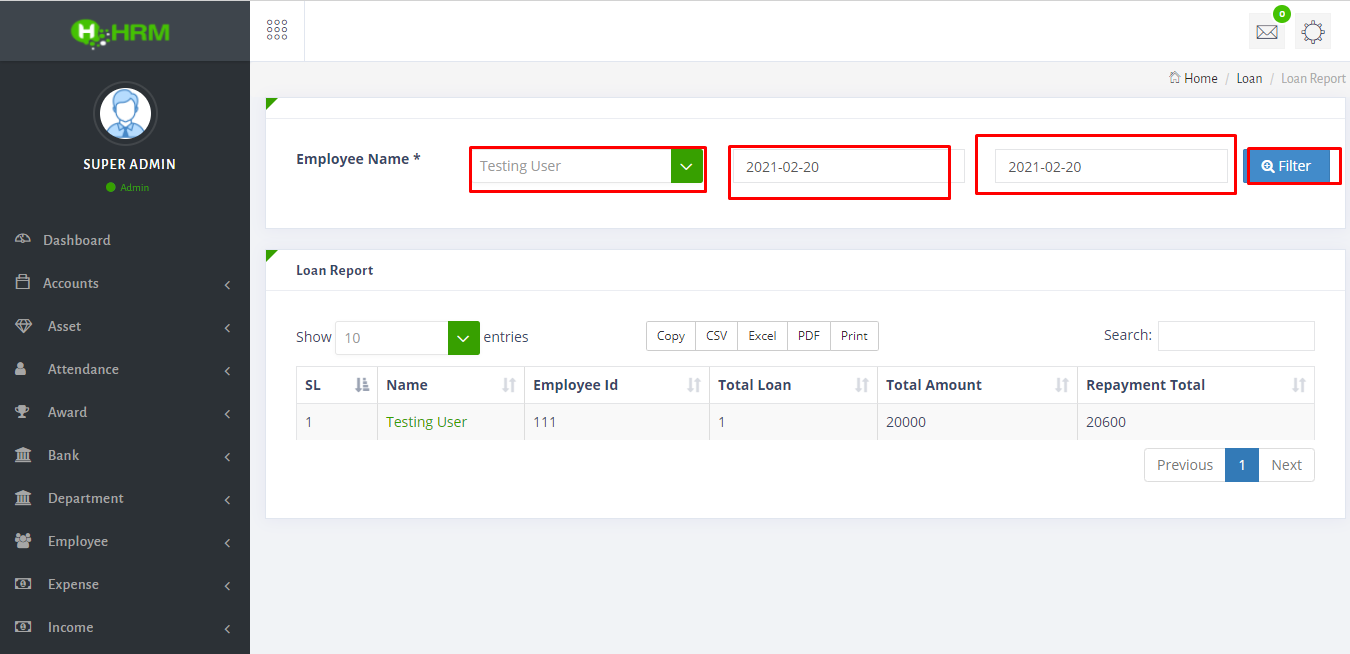 H HRM
0
Home / Loan / Loan Report
SUPER ADMIN
Admin
Dashboard
Accounts
Asset
Attendance
Award
Bank
Department
Employee
Expense
Income
Employee Name *
Testing User
2021-02-20
2021-02-20
Filter
Loan Report
Show 10 entries
Copy CSV Excel PDF Print
Search:
SL Name Employee Id Total Loan Total Amount Repayment Total
1 Testing User 111 1 20000 20600
Previous 1 Next